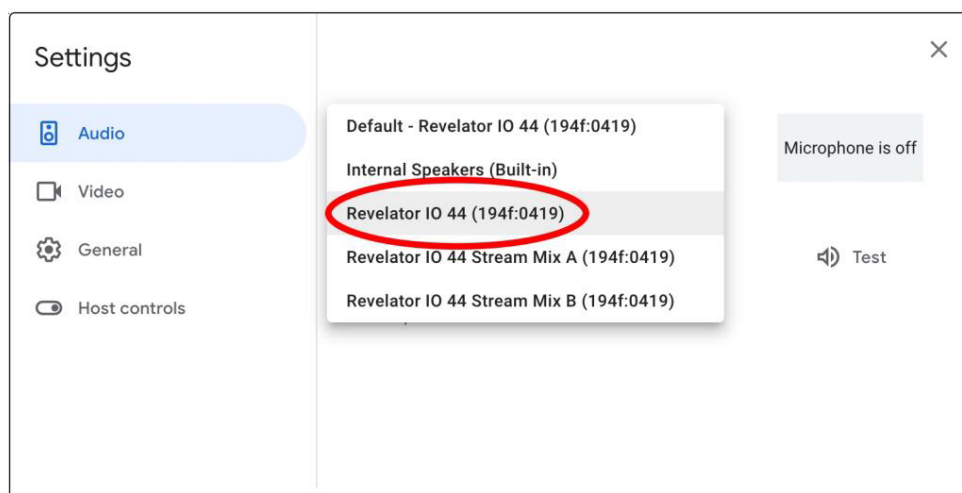 Settings
Audio
Video
General
Host controls
Default - Revelator IO 44 (194f:0419)
Internal Speakers (Built-in)
Revelator IO 44 (194f:0419)
Revelator IO 44 Stream Mix A (194f:0419)
Revelator IO 44 Stream Mix B (194f:0419)
Microphone is off
Test